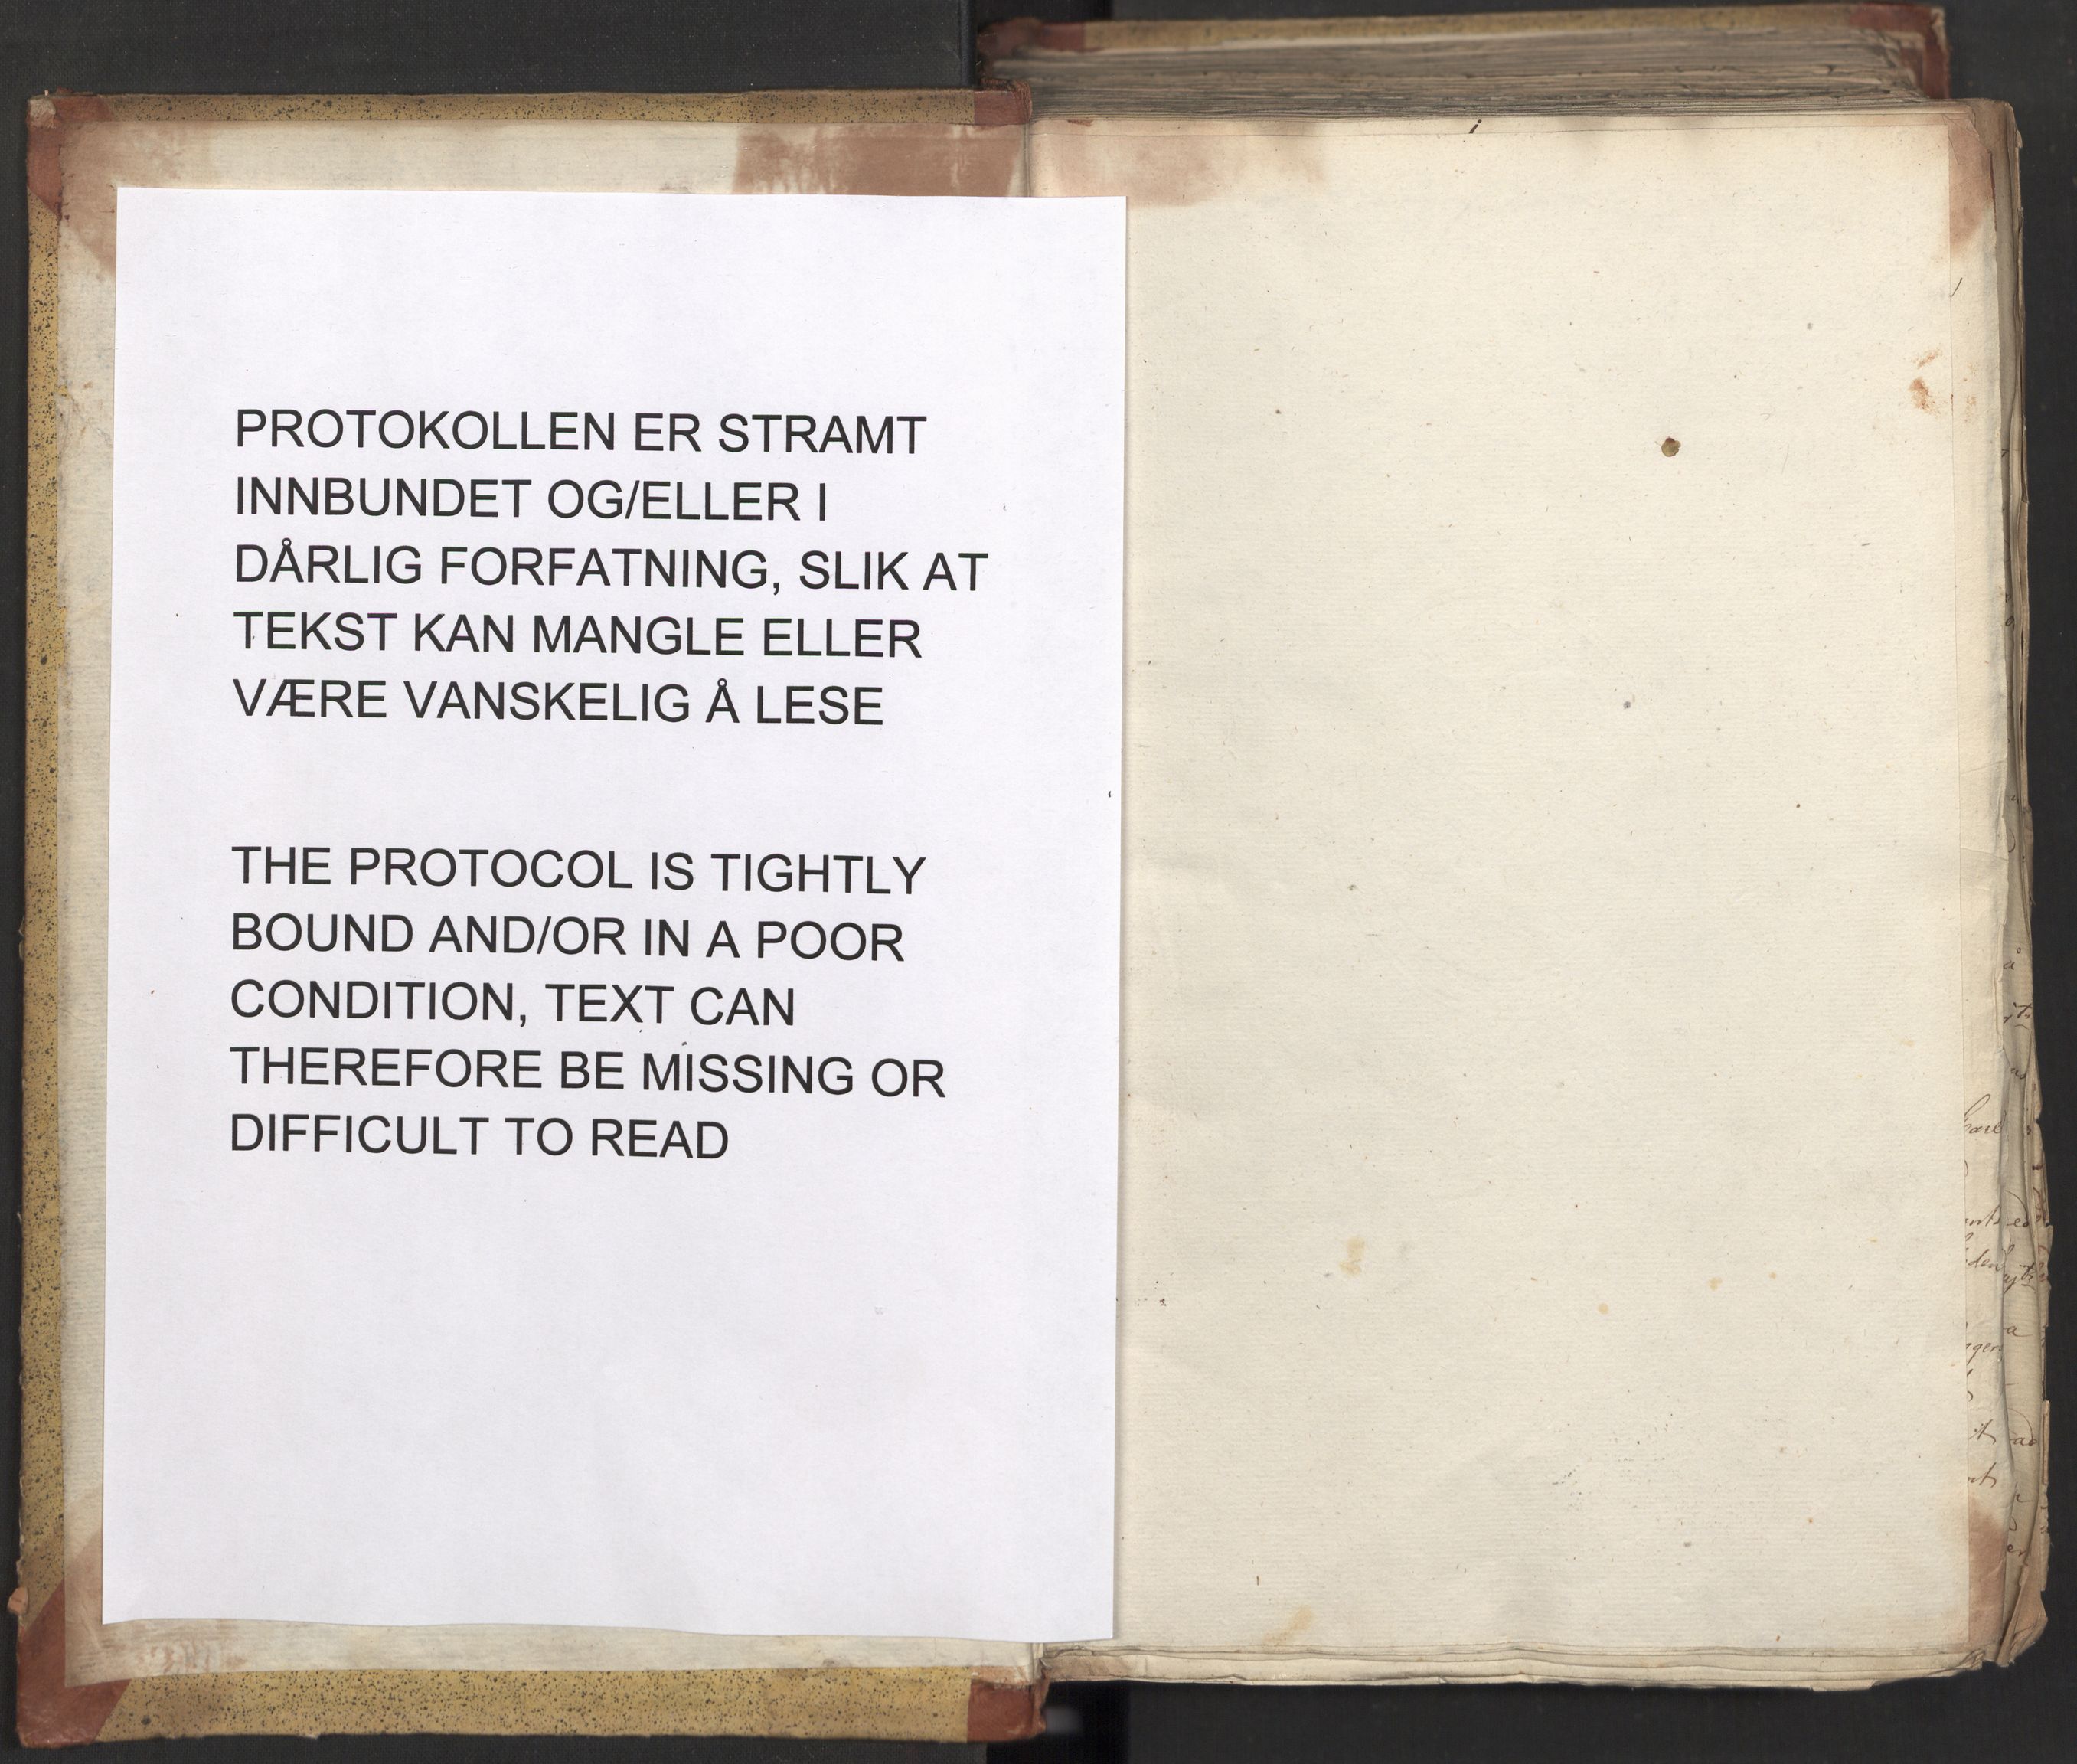 PROTOKOLLEN ER STRAMT
INNBUNDET OG/ELLER I
DÅRLIG FORFATNING, SLIK AT
TEKST KAN MANGLE ELLER
VÆRE VANSKELIG Å LESE
THE PROTOCOL IS TIGHTLY
BOUND AND/OR IN A POOR
CONDITION, TEXT CAN
THEREFORE BE MISSING OR
DIFFICULT TO READ